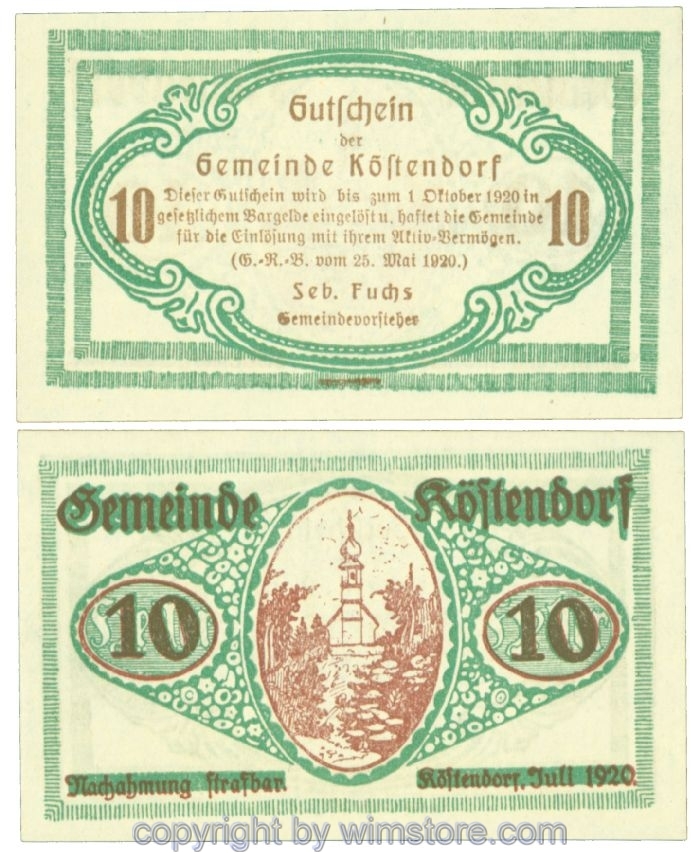 Gutschein
der
Gemeinde Köstendorf
10 Dieser Gutschein wird bis zum 1 Oktober 1920 in 10
gesetzlichem Bargelde eingelöst u. haftet die Gemeinde
für die Einlösung mit ihrem Aktiv-Vermögen.
(G.-R.-B. vom 25. Mai 1920.)
Seb. Fuchs
Gemeindevorsteher
Gemeinde Köstendorf
10 10
Nachahmung strafbar.
Köstendorf, Juli 1920.
copyright by wimstore.com